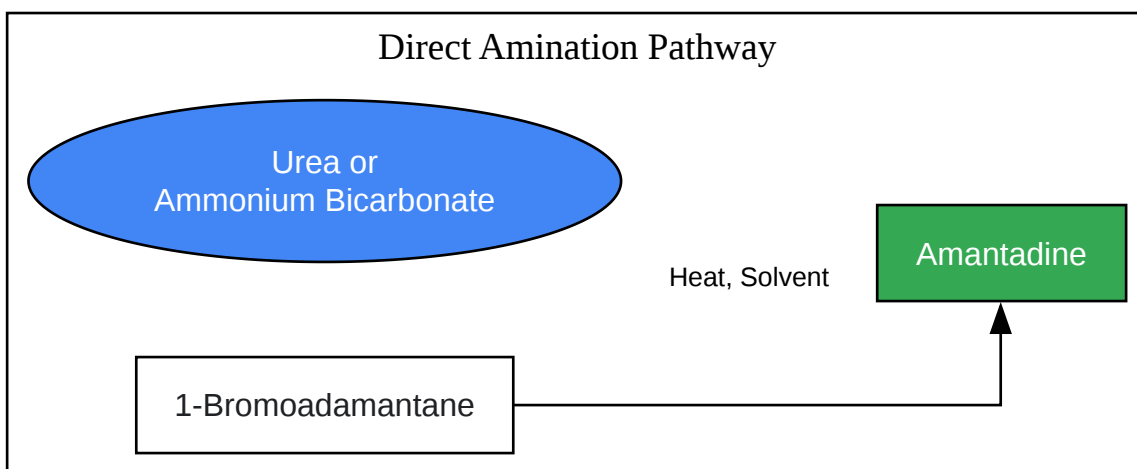 Direct Amination Pathway
Urea or
Ammonium Bicarbonate
Amantadine
Heat, Solvent
1-Bromoadamantane